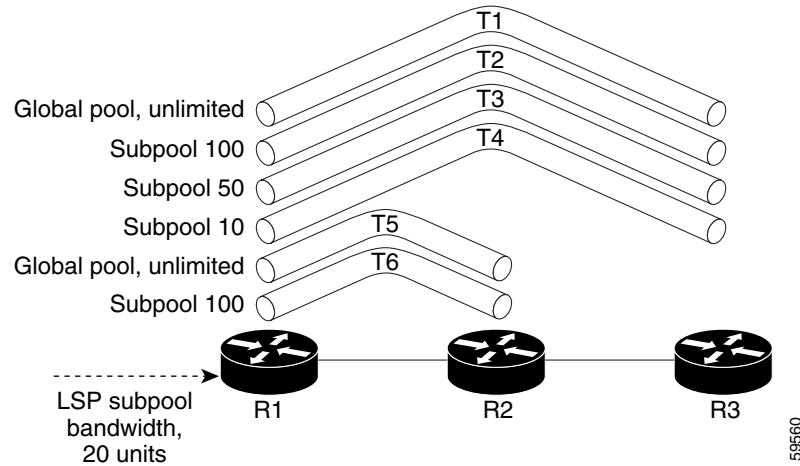 T1
T2
Global pool, unlimited
T3
Subpool 100
T4
Subpool 50
Subpool 10
T5
Global pool, unlimited
T6
Subpool 100
LSP subpool
bandwidth,
20 units
R1
R2
R3
59560